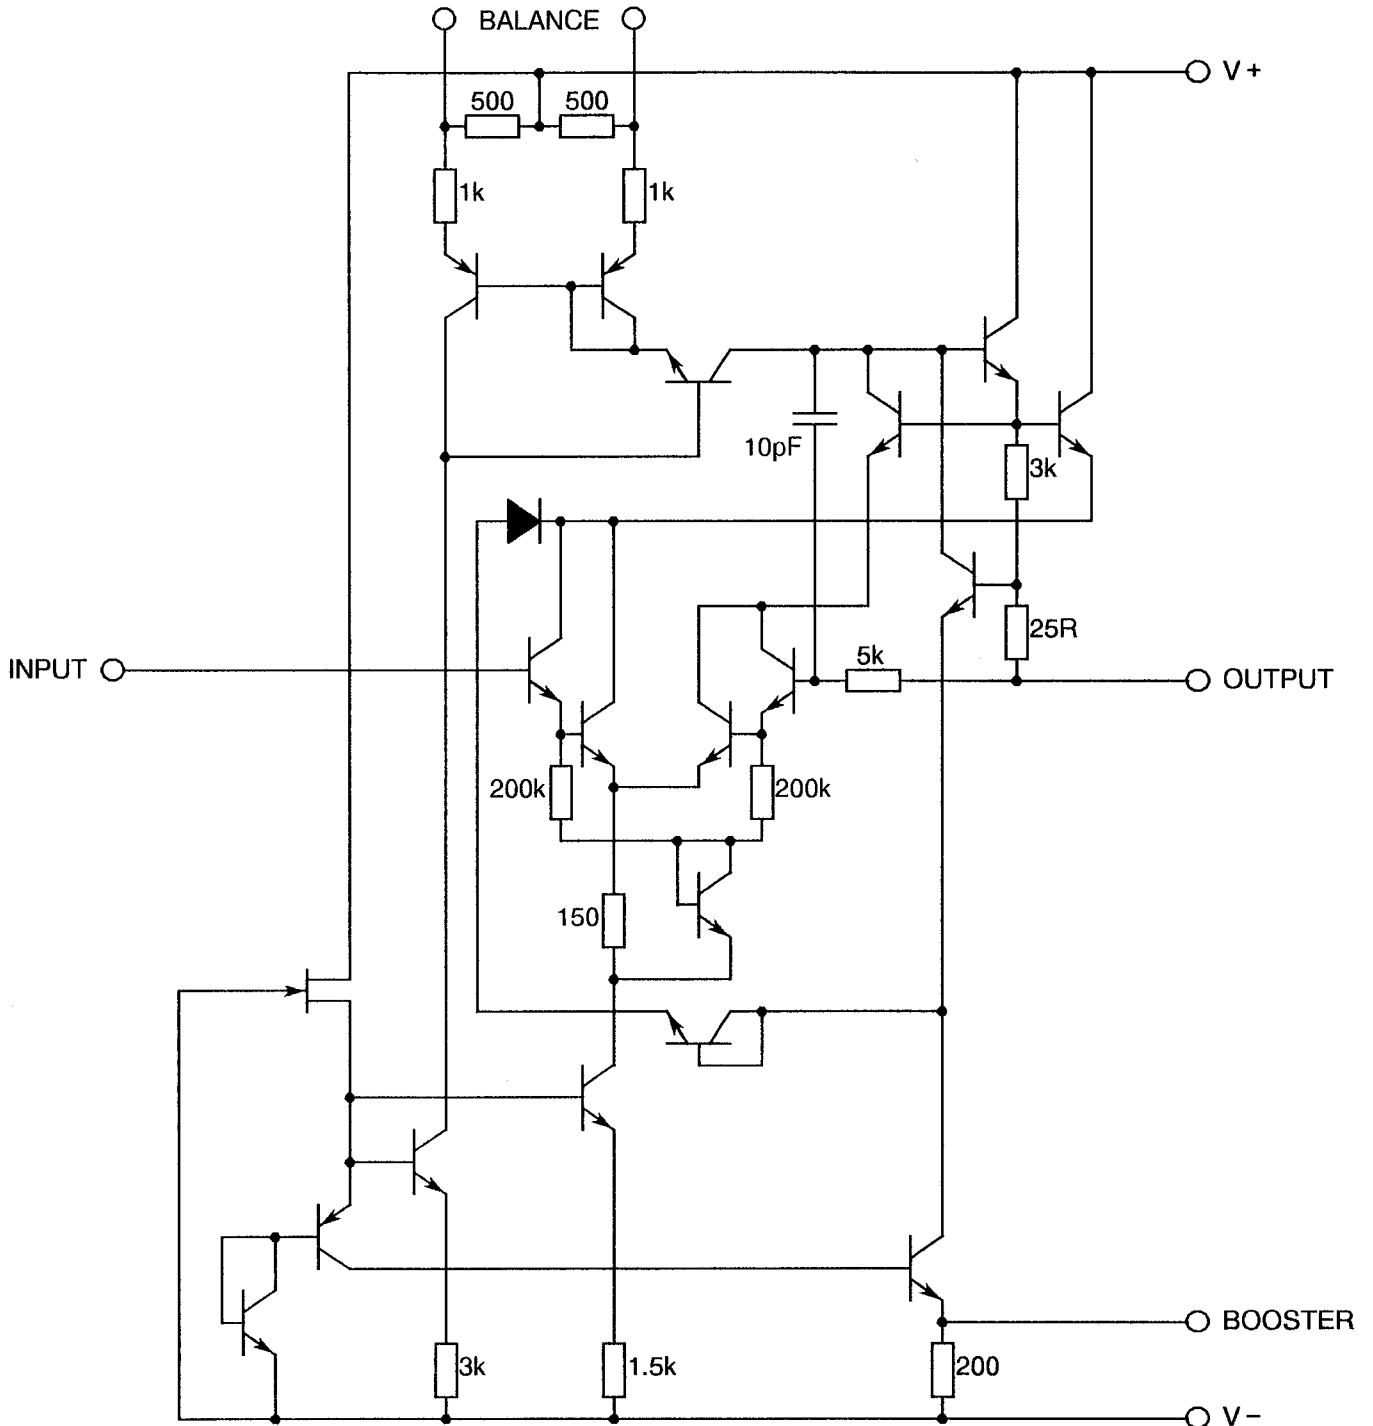 BALANCE
V+
500
500
1k
1k
10pF
3k
25R
INPUT
5k
OUTPUT
200k
200k
150
BOOSTER
3k
1.5k
200
V−